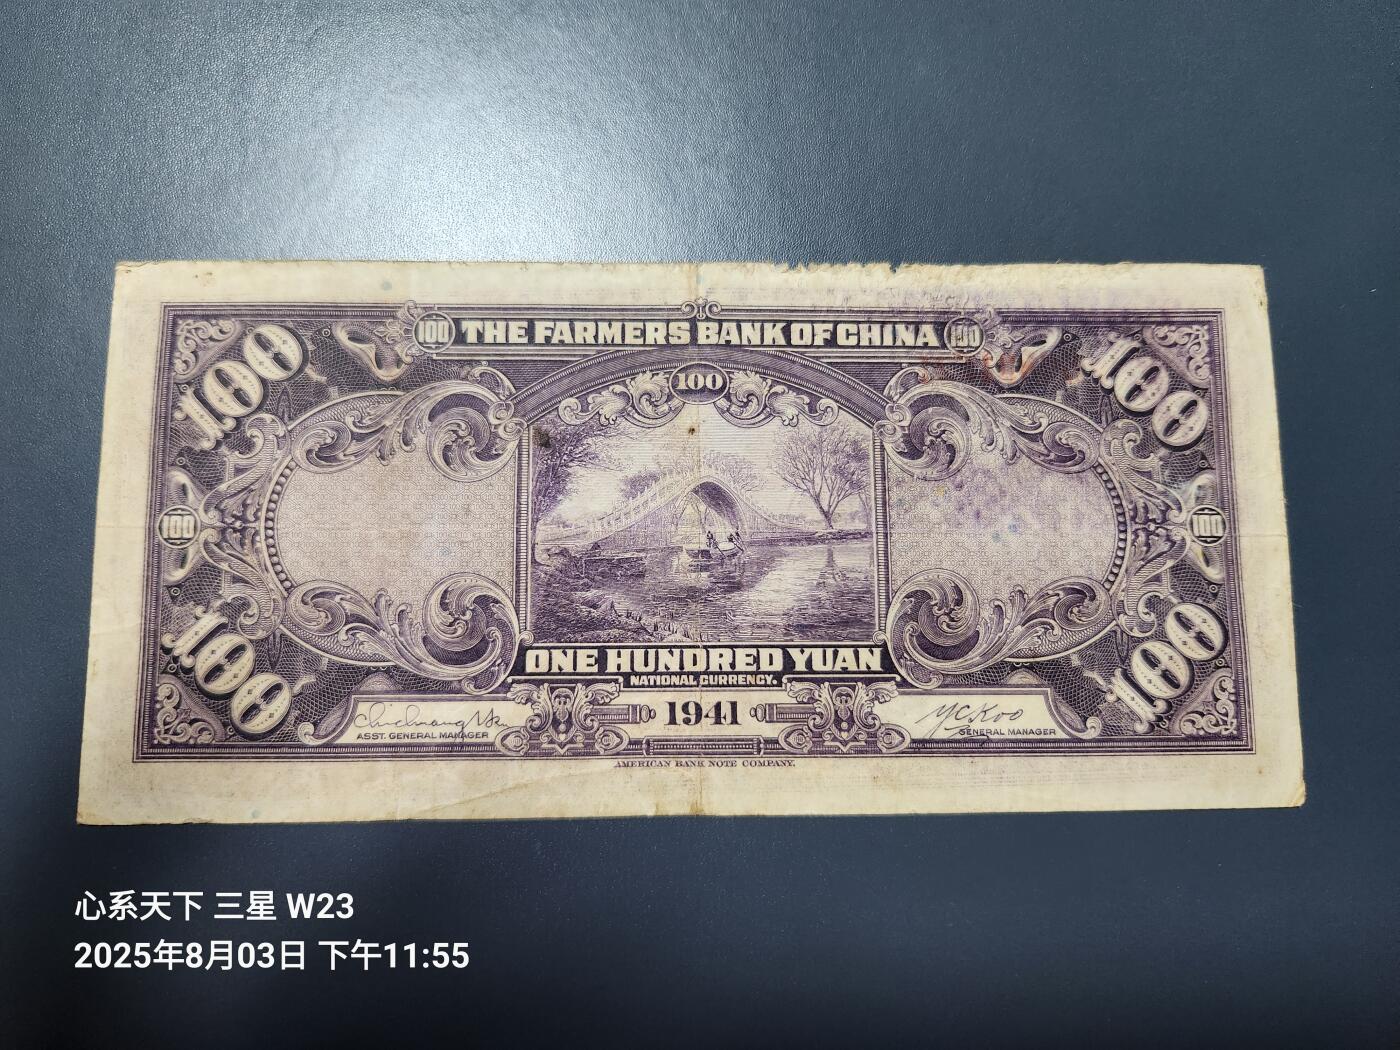 100 THE FARMERS BANK OF CHINA 100
100 100 100
100 100
100 100
ONE HUNDRED YUAN
NATIONAL CURRENCY.
1941
ASST. GENERAL MANAGER
Y C Koo
GENERAL MANAGER
AMERICAN BANK NOTE COMPANY.
心系天下 三星 W23
2025年8月03日 下午11:55